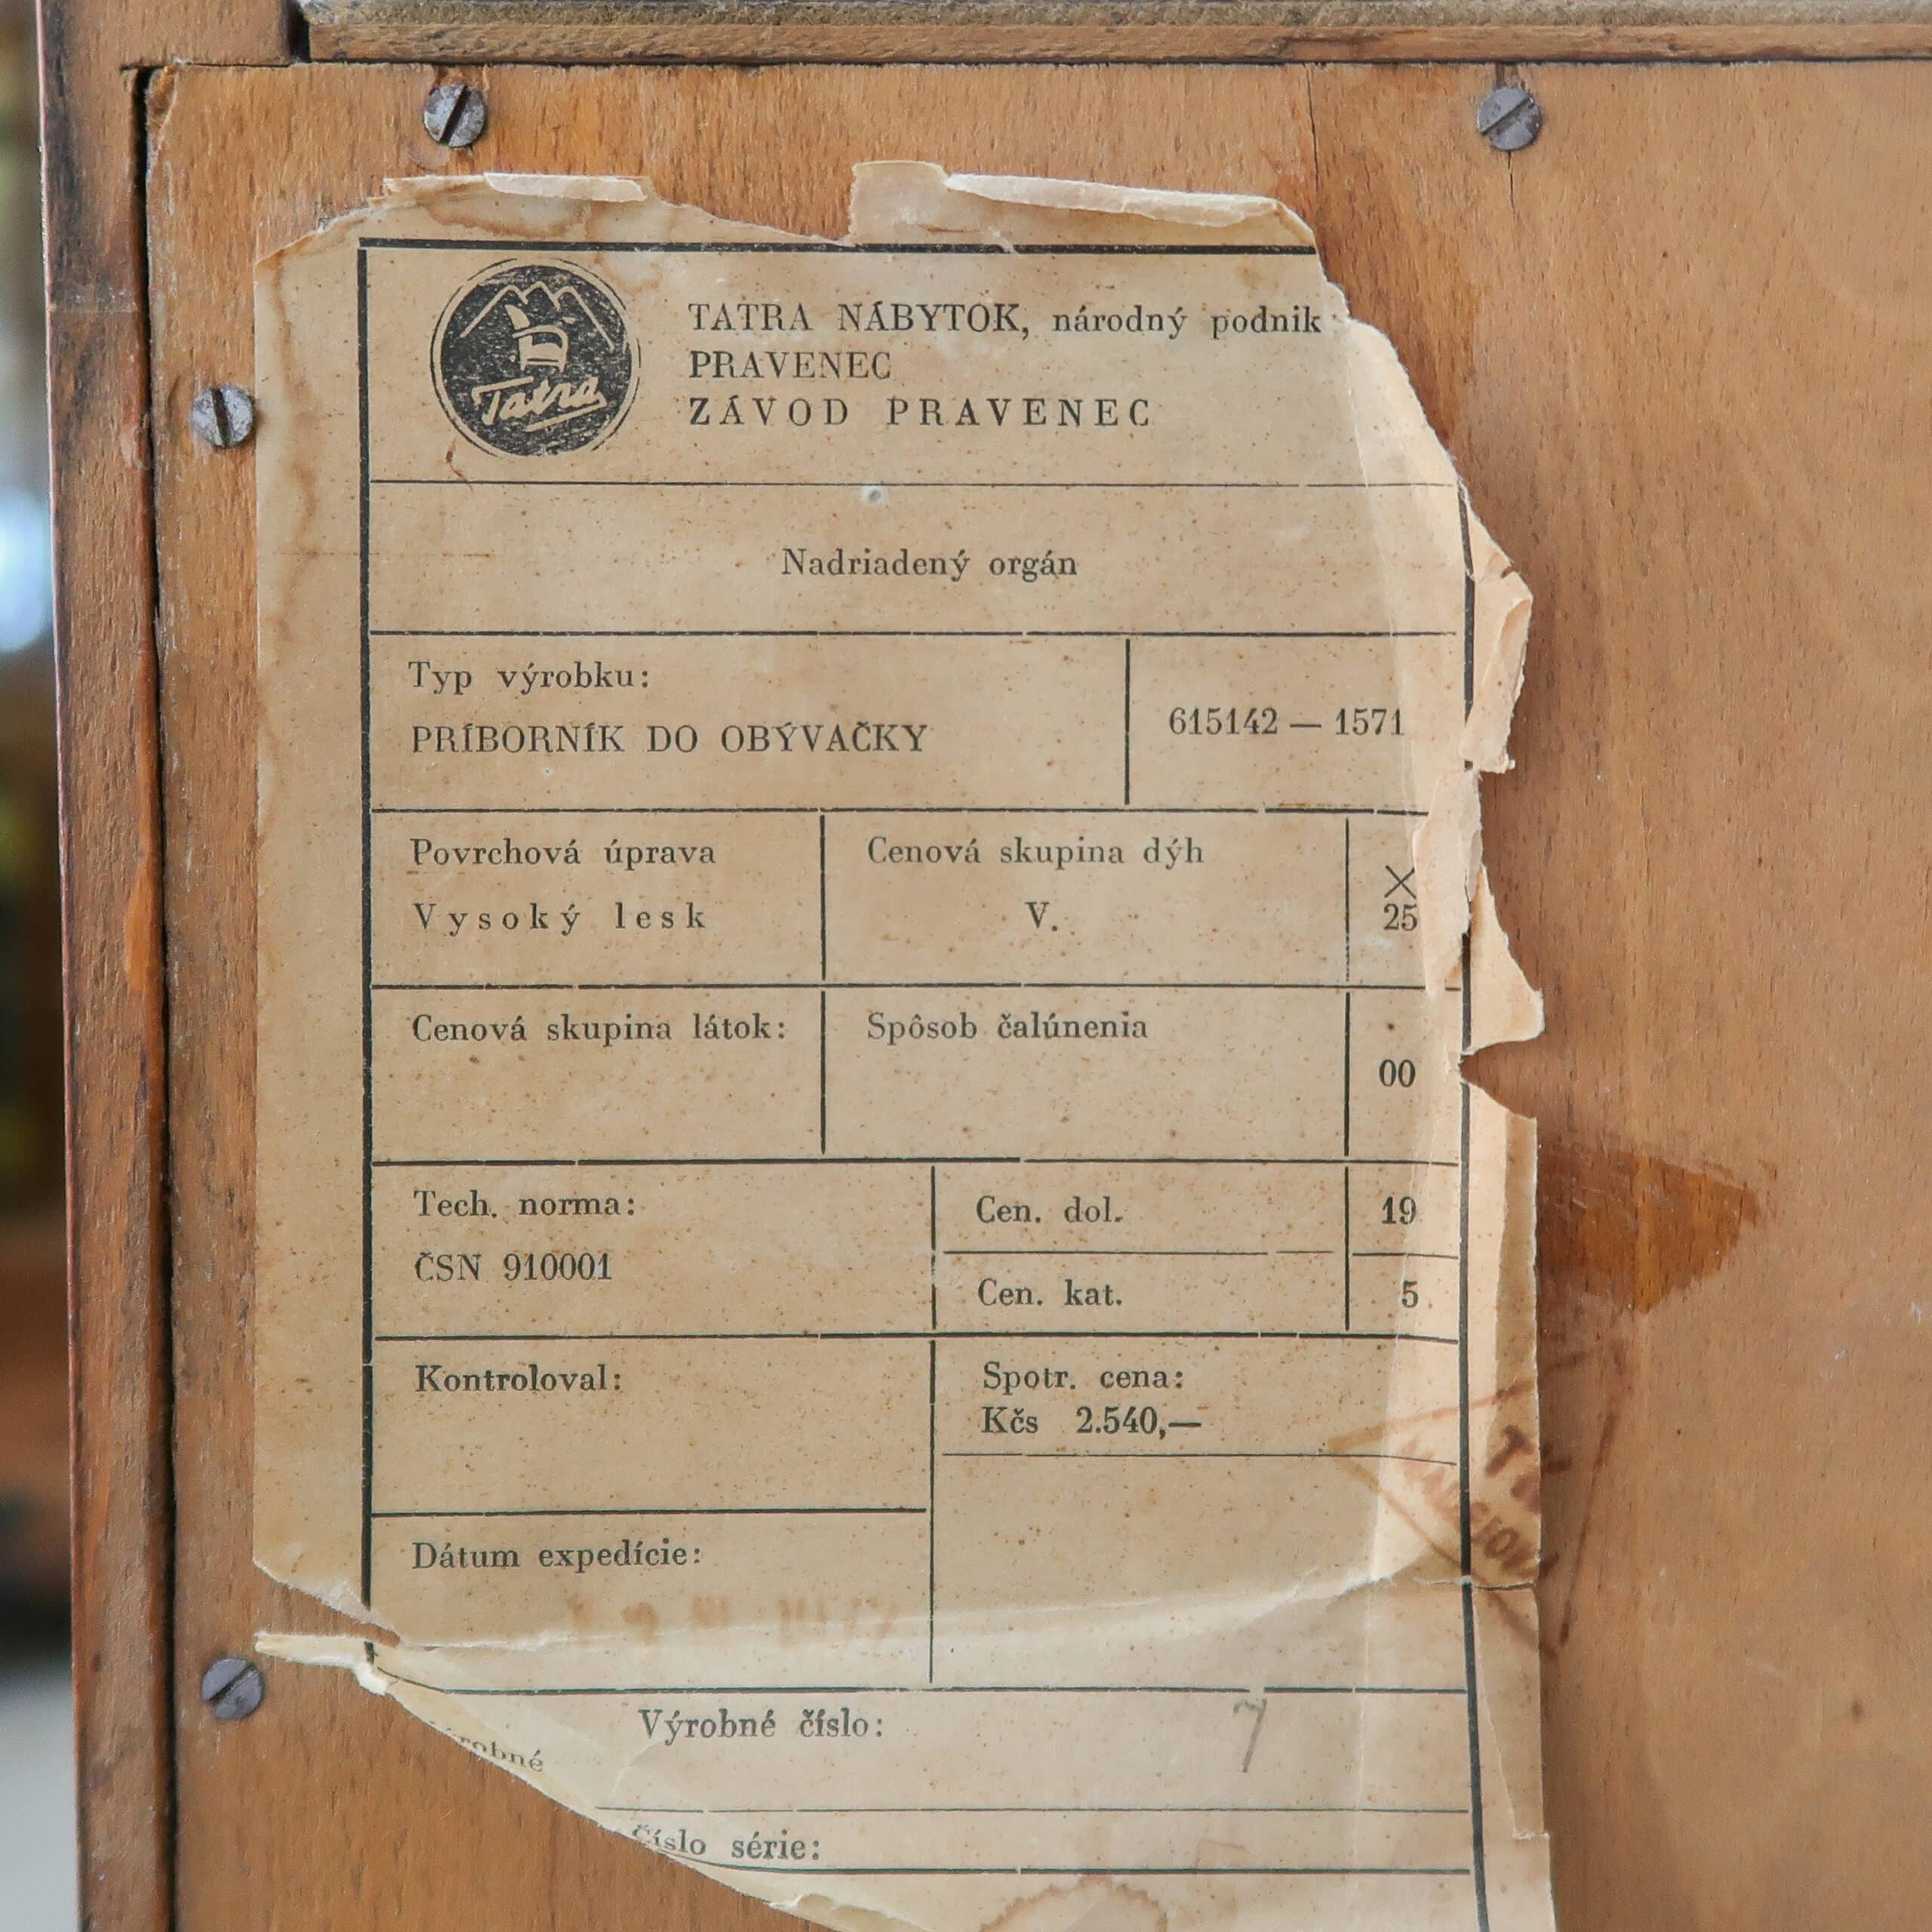 Tatra
TATRA NÁBYTOK, národný podnik
PRAVENEC
ZÁVOD PRAVENEC
Nadriadený orgán
Typ výrobku:
PRÍBORNÍK DO OBÝVAČKY
615142 — 1571
Povrchová úprava
Vysoký lesk
Cenová skupina dýh
V.
25
Cenová skupina látok:
Spôsob čalúnenia
00
Tech. norma:
ČSN 910001
Cen. dol.
19
Cen. kat.
5
Kontroloval:
Spotr. cena:
Kčs 2.540,—
Dátum expedície:
Výrobné číslo:
7
číslo série: